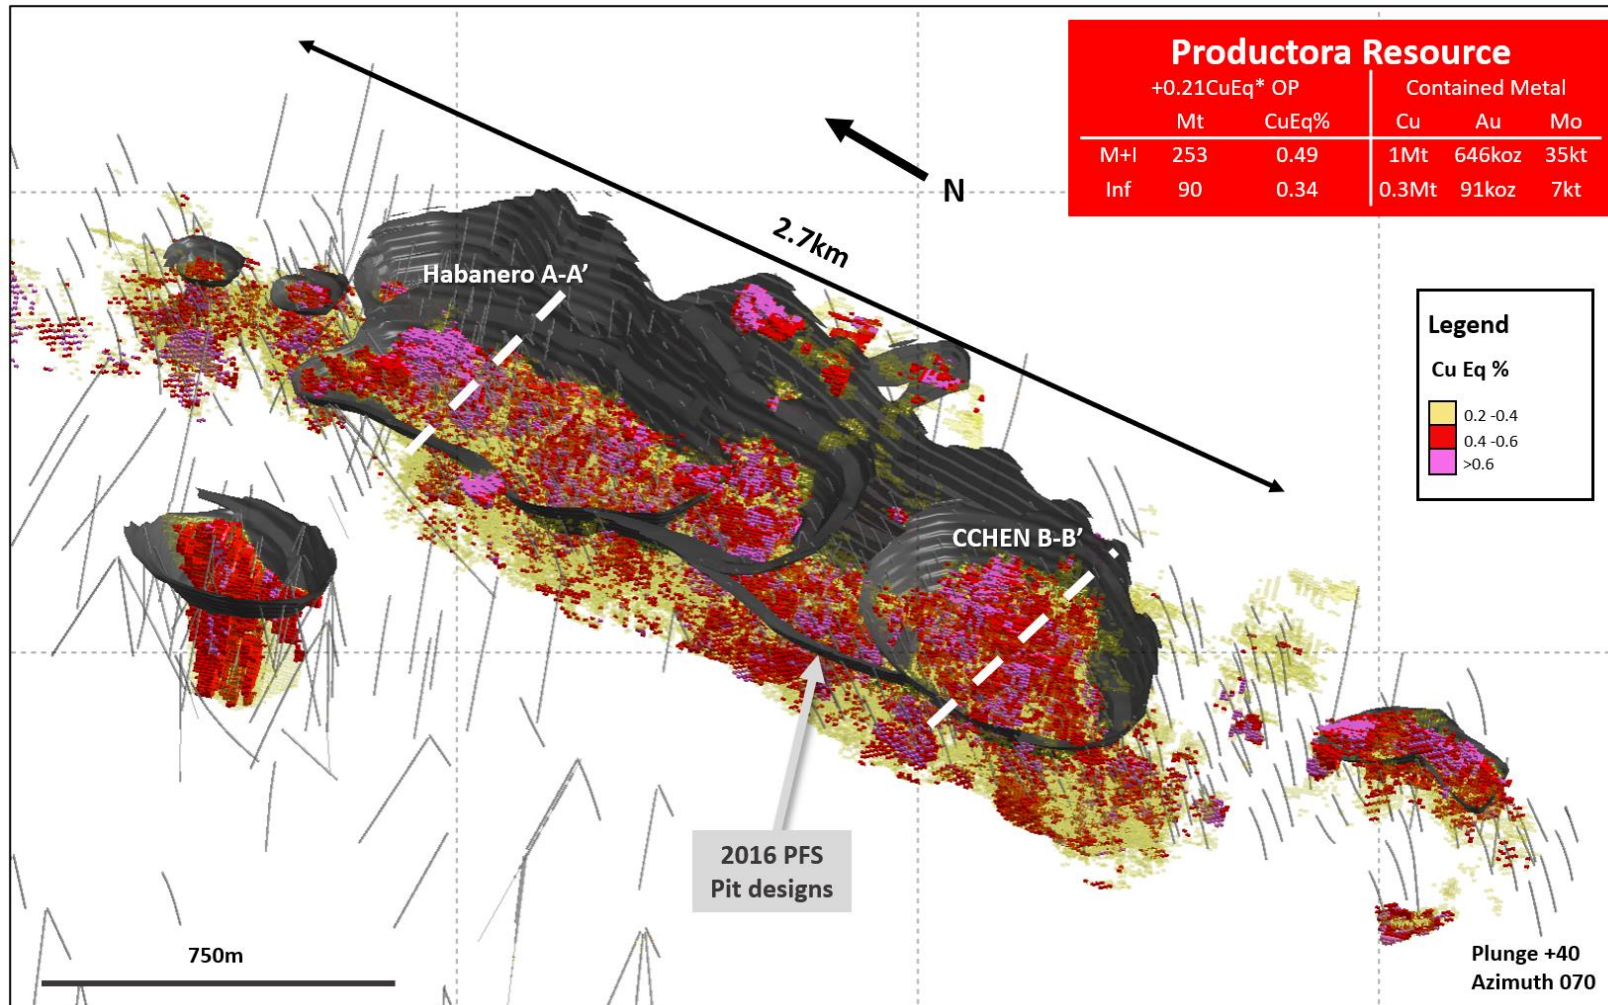 Productora Resource
+0.21CuEq* OP Contained Metal
Mt CuEq% Cu Au Mo
M+I 253 0.49 1Mt 646koz 35kt
Inf 90 0.34 0.3Mt 91koz 7kt
N
2.7km
Habanero A-A’
CCHEN B-B’
Legend
Cu Eq %
0.2 -0.4
0.4 -0.6
>0.6
2016 PFS
Pit designs
750m
Plunge +40
Azimuth 070